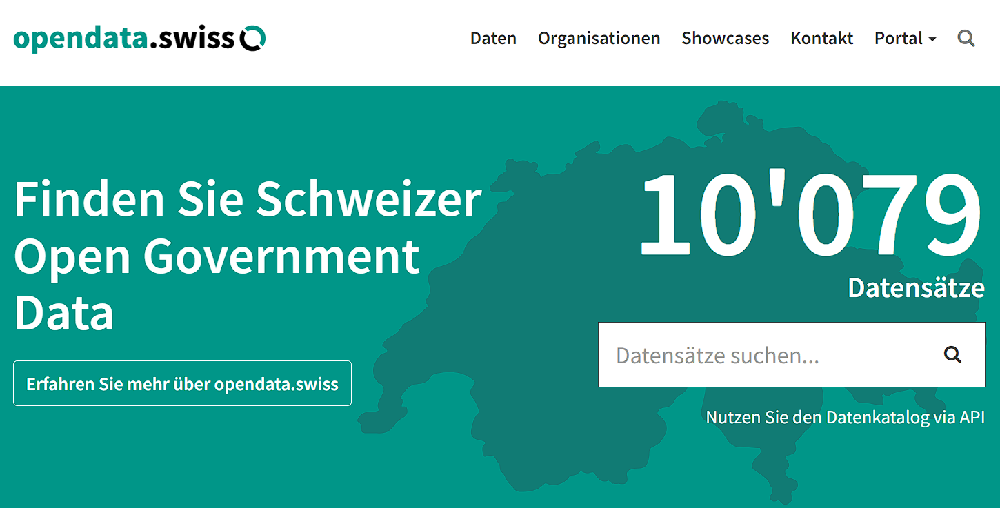 opendata.swiss
Daten Organisationen Showcases Kontakt Portal
Finden Sie Schweizer
Open Government
Data
Erfahren Sie mehr über opendata.swiss
10'079
Datensätze
Datensätze suchen...
Nutzen Sie den Datenkatalog via API